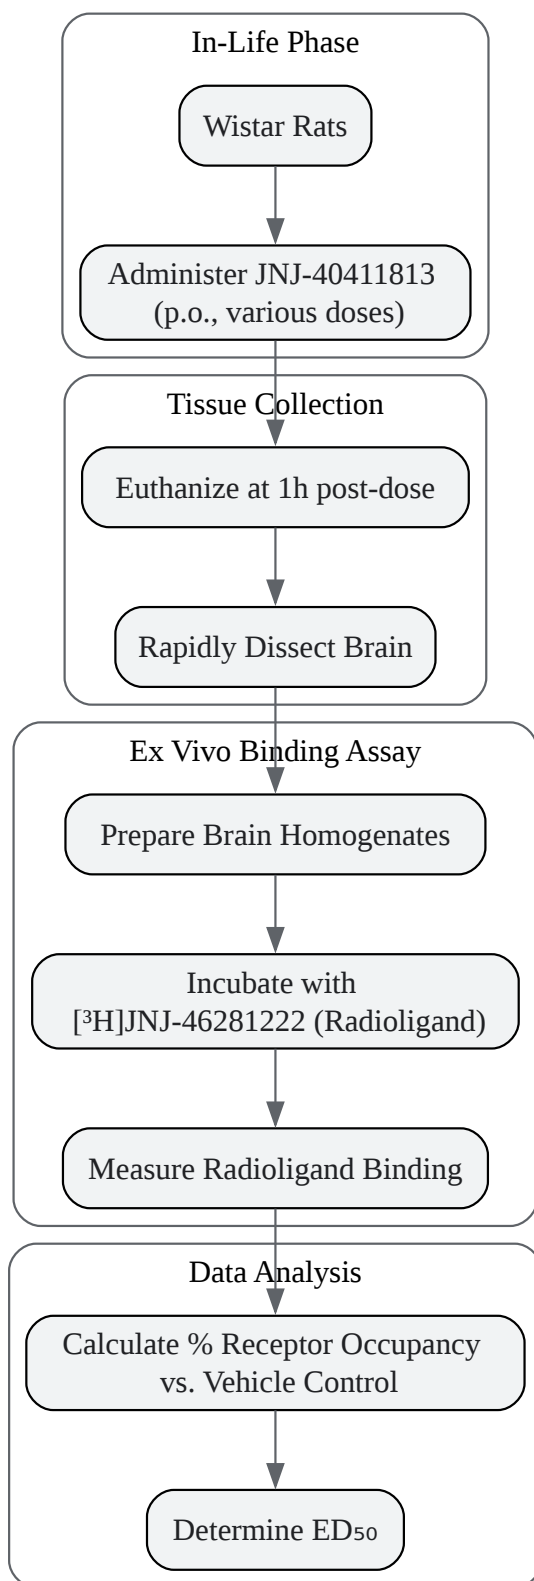 In-Life Phase
Wistar Rats
Administer JNJ-40411813
(p.o., various doses)
Tissue Collection
Euthanize at 1h post-dose
Rapidly Dissect Brain
Ex Vivo Binding Assay
Prepare Brain Homogenates
Incubate with
[³H]JNJ-46281222 (Radioligand)
Measure Radioligand Binding
Data Analysis
Calculate % Receptor Occupancy
vs. Vehicle Control
Determine ED₅₀